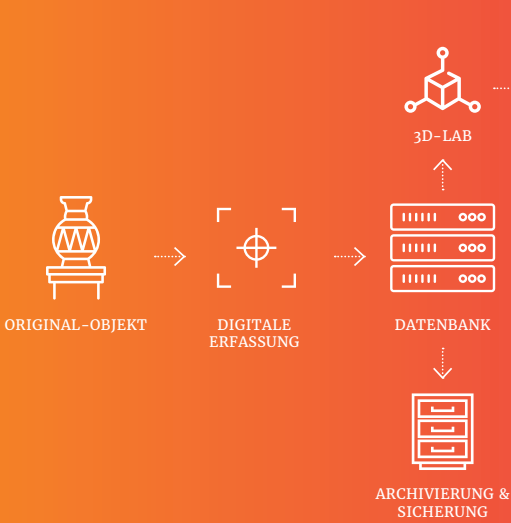 3D-LAB
ORIGINAL-OBJEKT
DIGITALE
ERFASSUNG
DATENBANK
ARCHIVIERUNG &
SICHERUNG